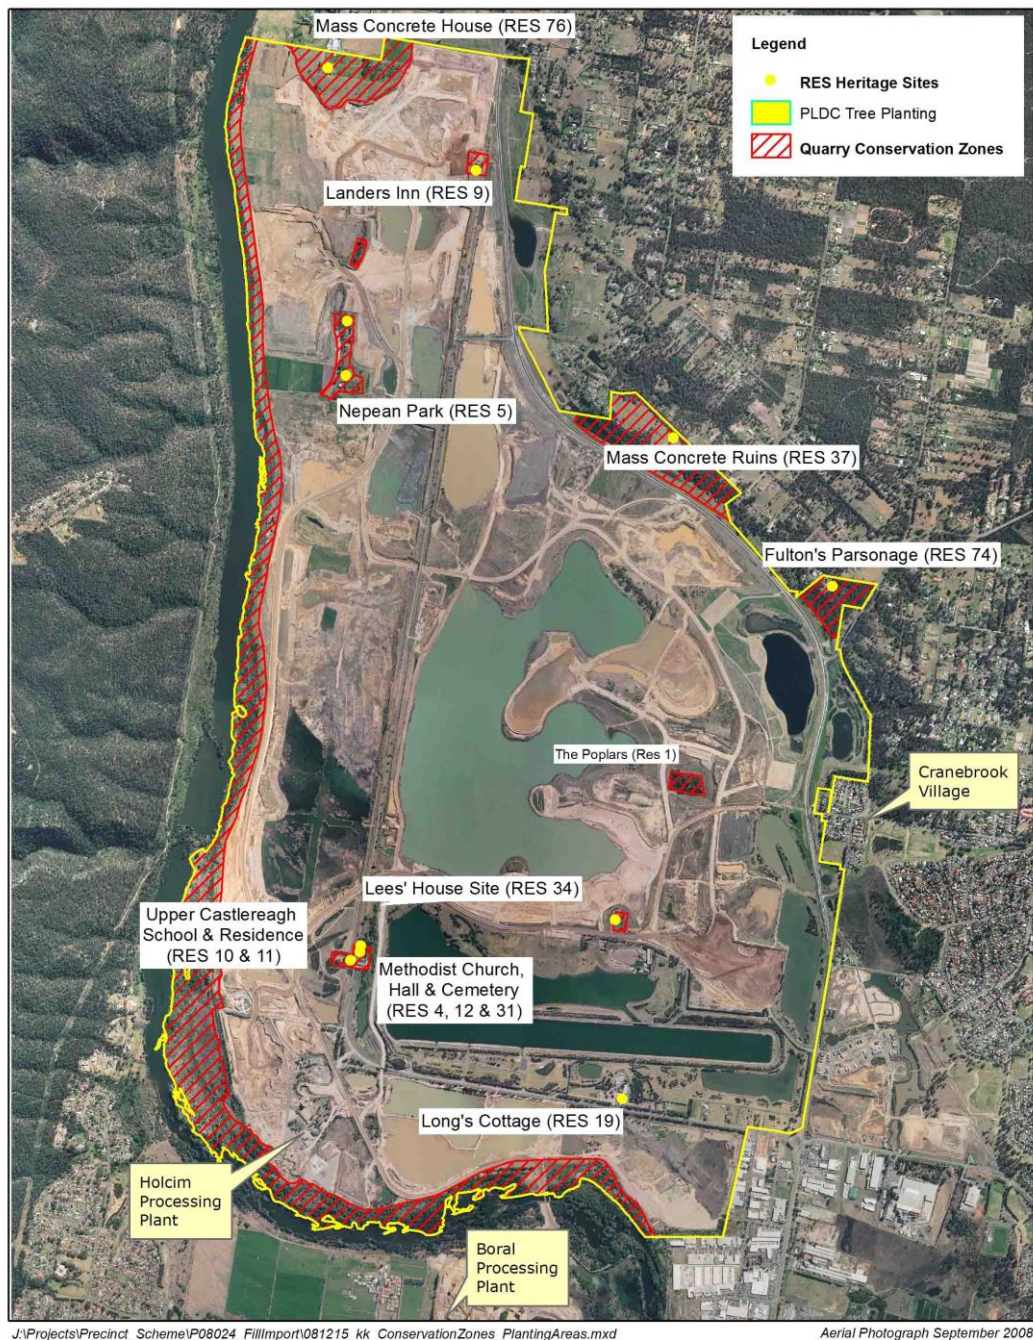 Mass Concrete House (RES 76)
Legend
RES Heritage Sites
PLDC Tree Planting
Quarry Conservation Zones
Landers Inn (RES 9)
Nepean Park (RES 5)
Mass Concrete Ruins (RES 37)
Fulton's Parsonage (RES 74)
The Poplars (Res 1)
Cranebrook
Village
Lees' House Site (RES 34)
Upper Castlereagh
School & Residence
(RES 10 & 11)
Methodist Church,
Hall & Cemetery
(RES 4, 12 & 31)
Long's Cottage (RES 19)
Holcim
Processing
Plant
Boral
Processing
Plant
J:\Projects\Precinct_Scheme\P08024_FillImport\081215_kk_ConservationZones_PlantingAreas.mxd
Aerial Photograph September 2008